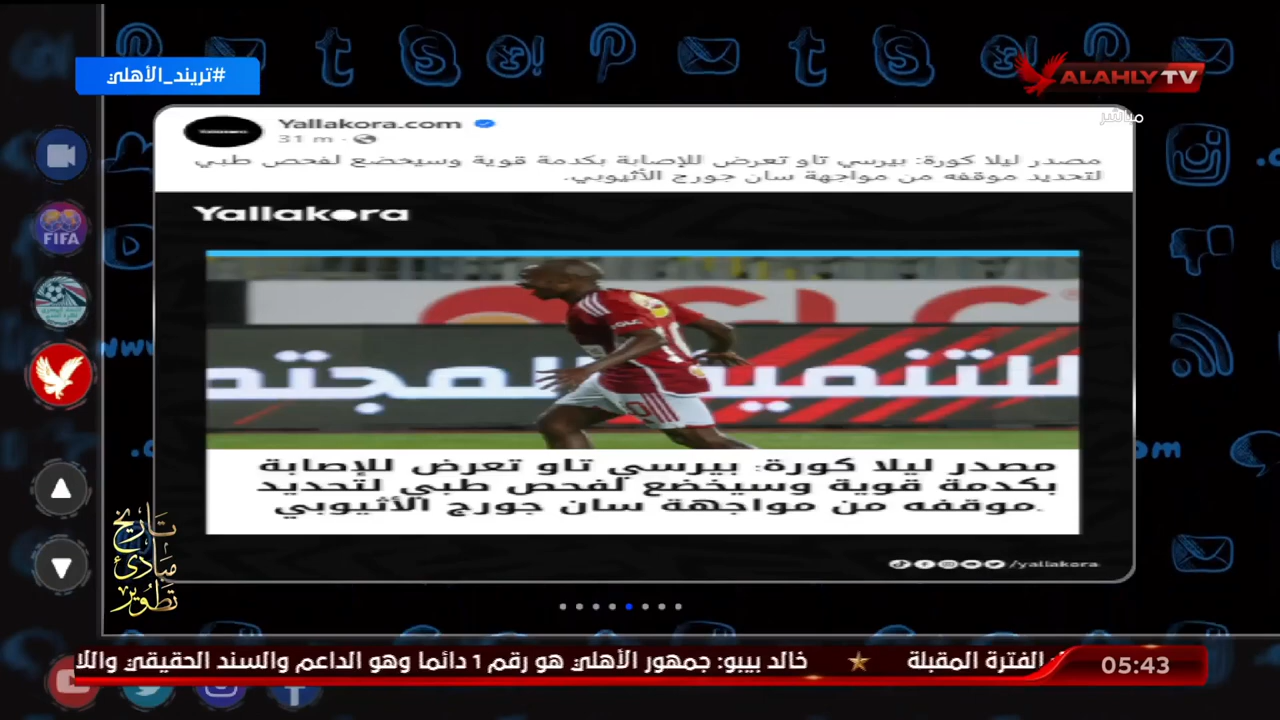 #تريند_الأهلي
ALAHLY TV
مباشر
Yallakora.com
31 m
مصدر ليلا كورة: بيرسي تاو تعرض للإصابة بكدمة قوية وسيخضع لفحص طبي
لتحديد موقفه من مواجهة سان جورج الأثيوبي.
Yallakora
للتنمية المجتم
FIFA
مصدر ليلا كورة: بيرسي تاو تعرض للإصابة
بكدمة قوية وسيخضع لفحص طبي لتحديد
موقفه من مواجهة سان جورج الأثيوبي.
/yallakora
تاريخ
مبادئ
تطوير
الفترة المقبلة
خالد بيبو: جمهور الأهلي هو رقم 1 دائما وهو الداعم والسند الحقيقي واللا
05:43